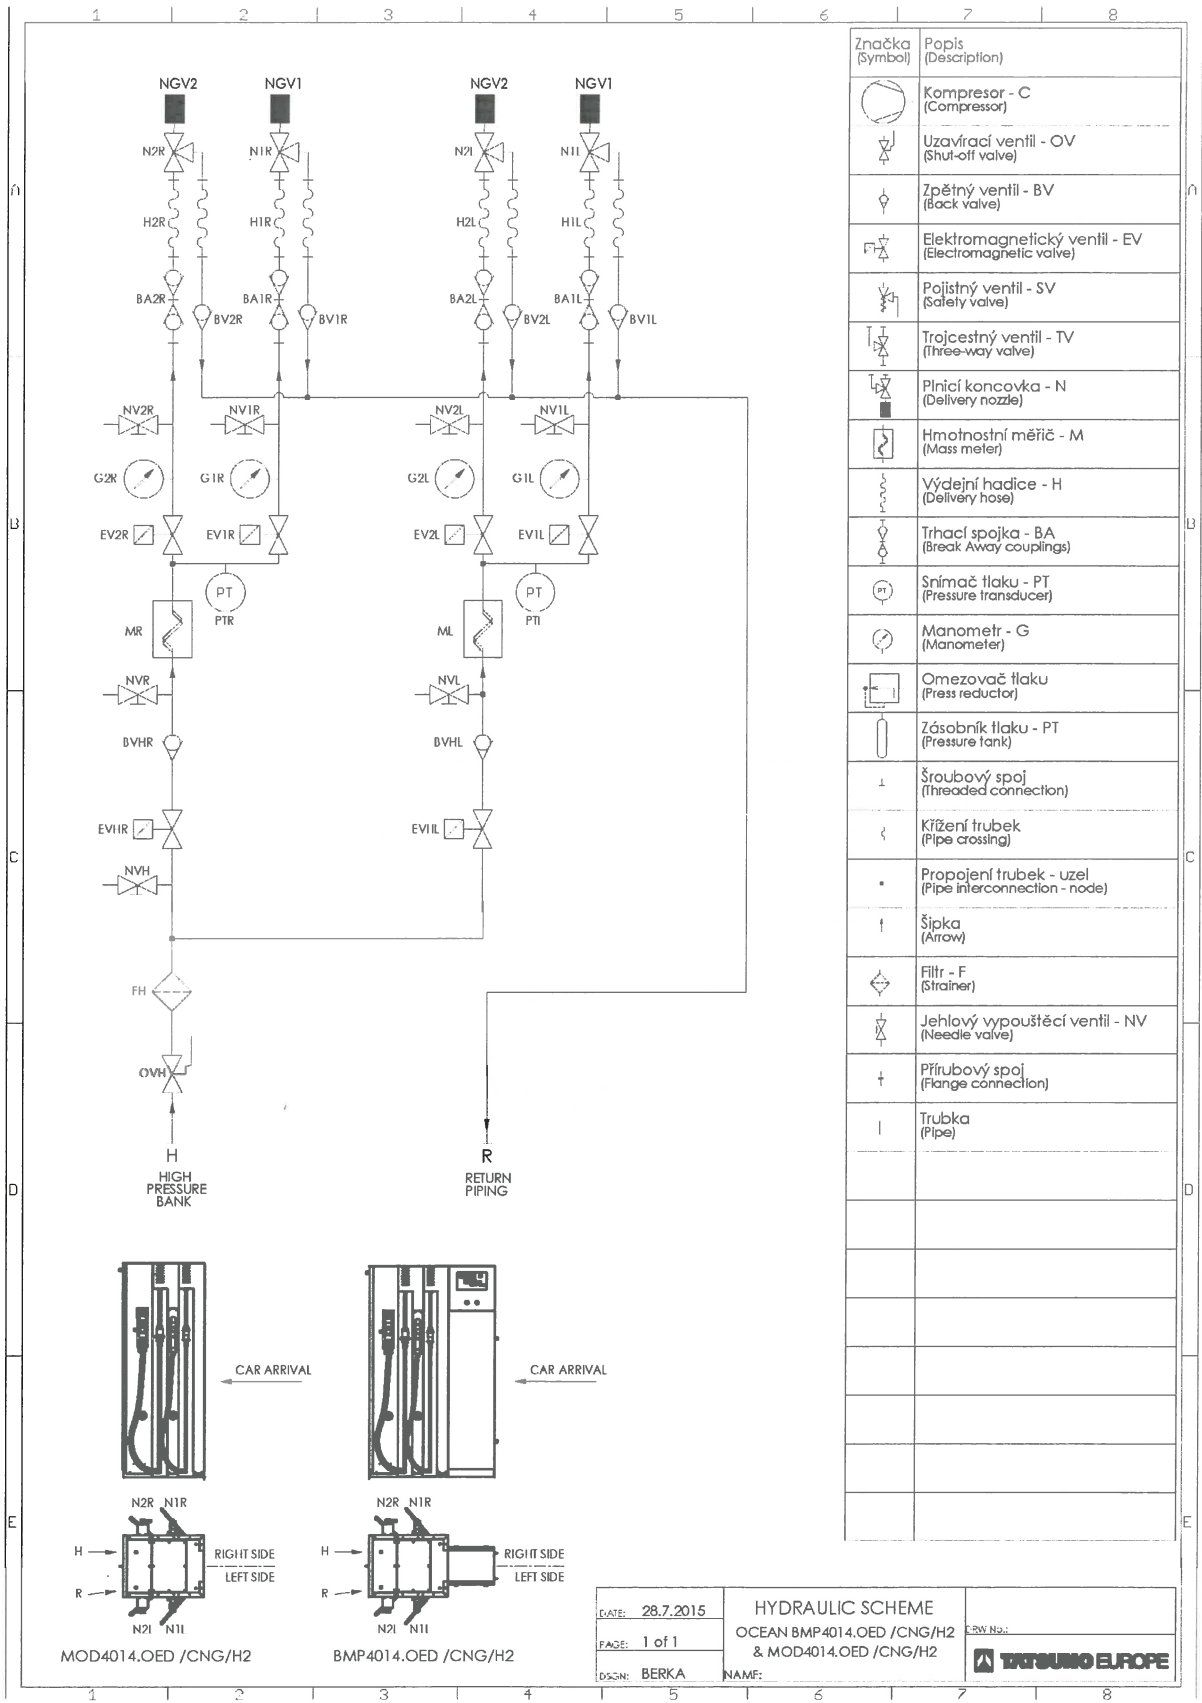 1 2 3 4 5 6 7 8
NGV2 NGV1 NGV2 NGV1
N2R N1R N2L N1L
H2R H1R H2L H1L
BA2R BV2R BA1R BV1R BA2L BV2L BA1L BV1L
NV2R NV1R NV2L NV1L
G2R G1R G2L G1L
EV2R EV1R EV2L EV1L
PT PT
PTR PTL
MR ML
NVR NVL
BVHR BVHL
EVHR EVHL
NVH
FH
OVH
H
HIGH
PRESSURE
BANK
R
RETURN
PIPING
A
B
C
D
E
A
B
C
D
E
Značka
(Symbol)
Popis
(Description)
Kompresor - C
(Compressor)
Uzavírací ventil - OV
(Shut-off valve)
Zpětný ventil - BV
(Back valve)
Elektromagnetický ventil - EV
(Electromagnetic valve)
Pojistný ventil - SV
(Safety valve)
Trojcestný ventil - TV
(Three-way valve)
Plnicí koncovka - N
(Delivery nozzle)
Hmotnostní měřič - M
(Mass meter)
Výdejní hadice - H
(Delivery hose)
Trhací spojka - BA
(Break Away couplings)
PT
Snímač tlaku - PT
(Pressure transducer)
Manometr - G
(Manometer)
Omezovač tlaku
(Press reductor)
Zásobník tlaku - PT
(Pressure tank)
Šroubový spoj
(Threaded connection)
Křížení trubek
(Pipe crossing)
Propojení trubek - uzel
(Pipe interconnection - node)
Šipka
(Arrow)
Filtr - F
(Strainer)
Jehlový vypouštěcí ventil - NV
(Needle valve)
Přírubový spoj
(Flange connection)
Trubka
(Pipe)
CAR ARRIVAL
CAR ARRIVAL
N2R N1R
H
R
RIGHT SIDE
LEFT SIDE
N2L N1L
MOD4014.OED /CNG/H2
N2R N1R
H
R
RIGHT SIDE
LEFT SIDE
N2L N1L
BMP4014.OED /CNG/H2
DATE: 28.7.2015
PAGE: 1 of 1
DSGN: BERKA
HYDRAULIC SCHEME
OCEAN BMP4014.OED /CNG/H2
& MOD4014.OED /CNG/H2
NAME:
DRW No.:
TATSUNO EUROPE
1 2 3 4 5 6 7 8